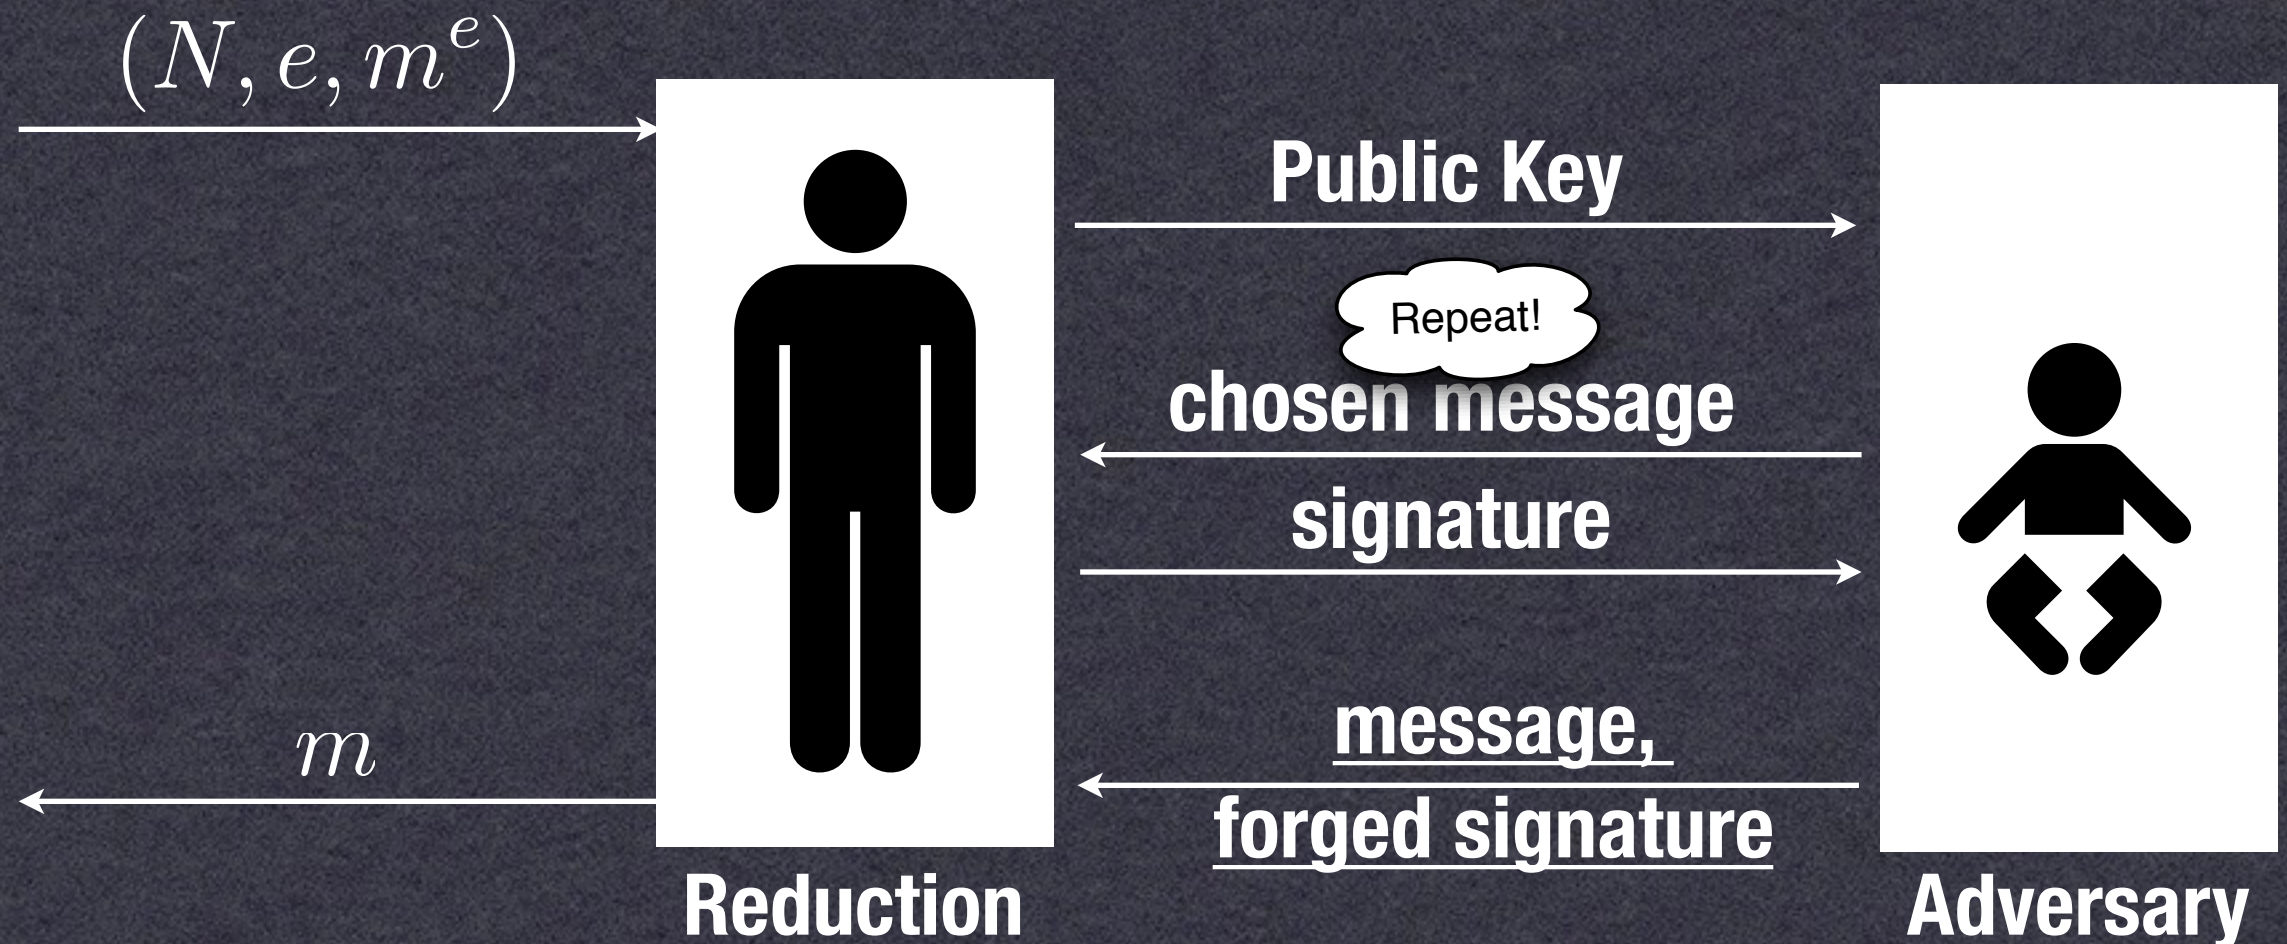 (N, e, m^e)
Public Key
Repeat!
chosen message
signature
m
message,
forged signature
Reduction
Adversary